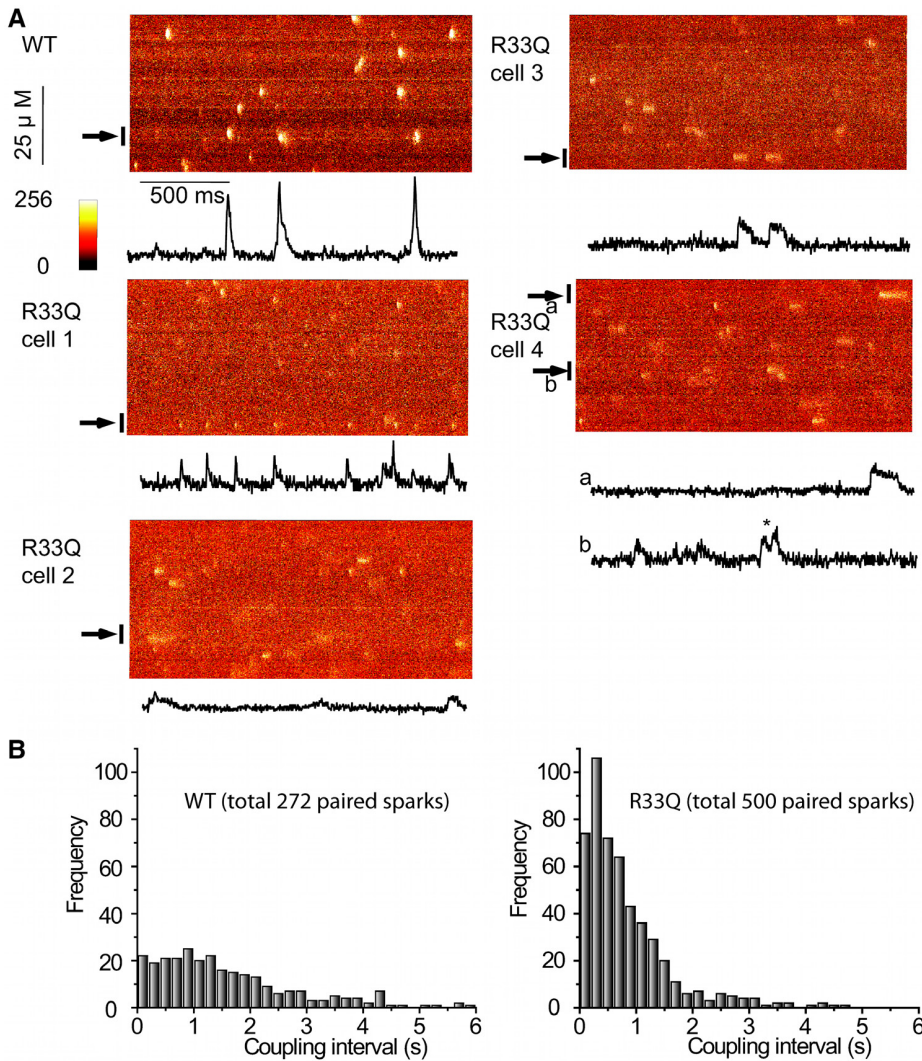 A
WT
25 µ M
500 ms
256
0
R33Q
cell 1
R33Q
cell 2
R33Q
cell 3
R33Q
cell 4
a
b
a
b
*
B
WT (total 272 paired sparks)
Frequency
100
80
60
40
20
0
0 1 2 3 4 5 6
Coupling interval (s)
R33Q (total 500 paired sparks)
Frequency
100
80
60
40
20
0
0 1 2 3 4 5 6
Coupling interval (s)